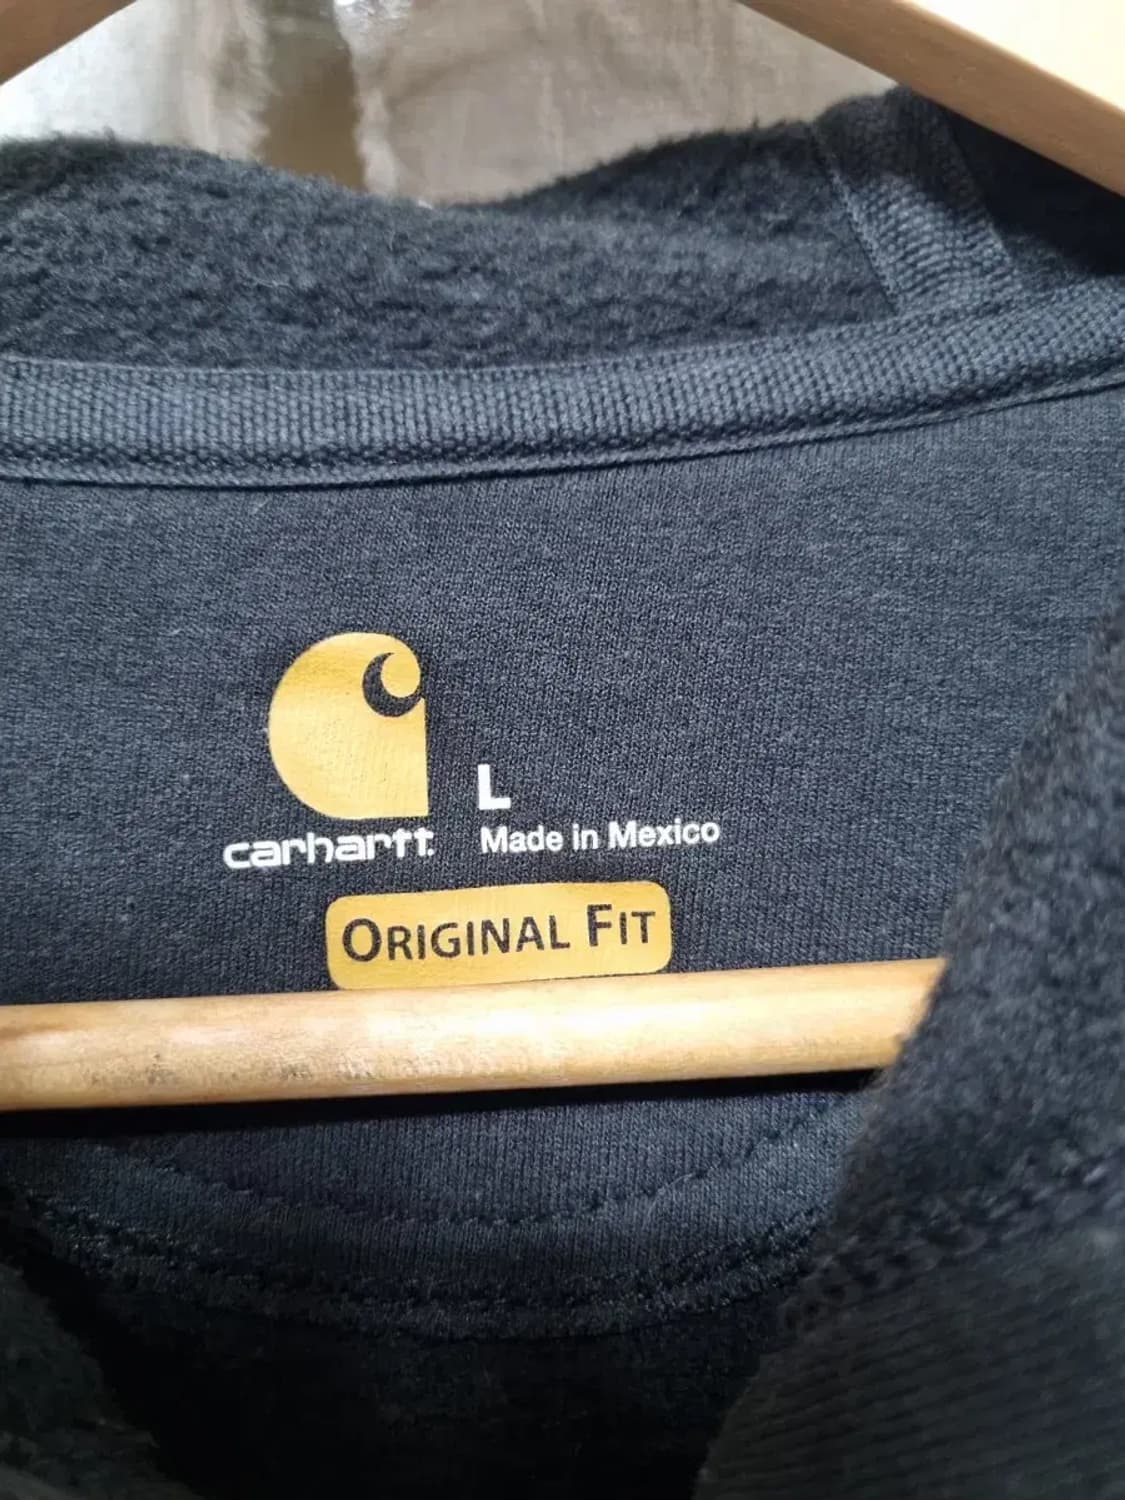 L
carhartt.
Made in Mexico
ORIGINAL FIT